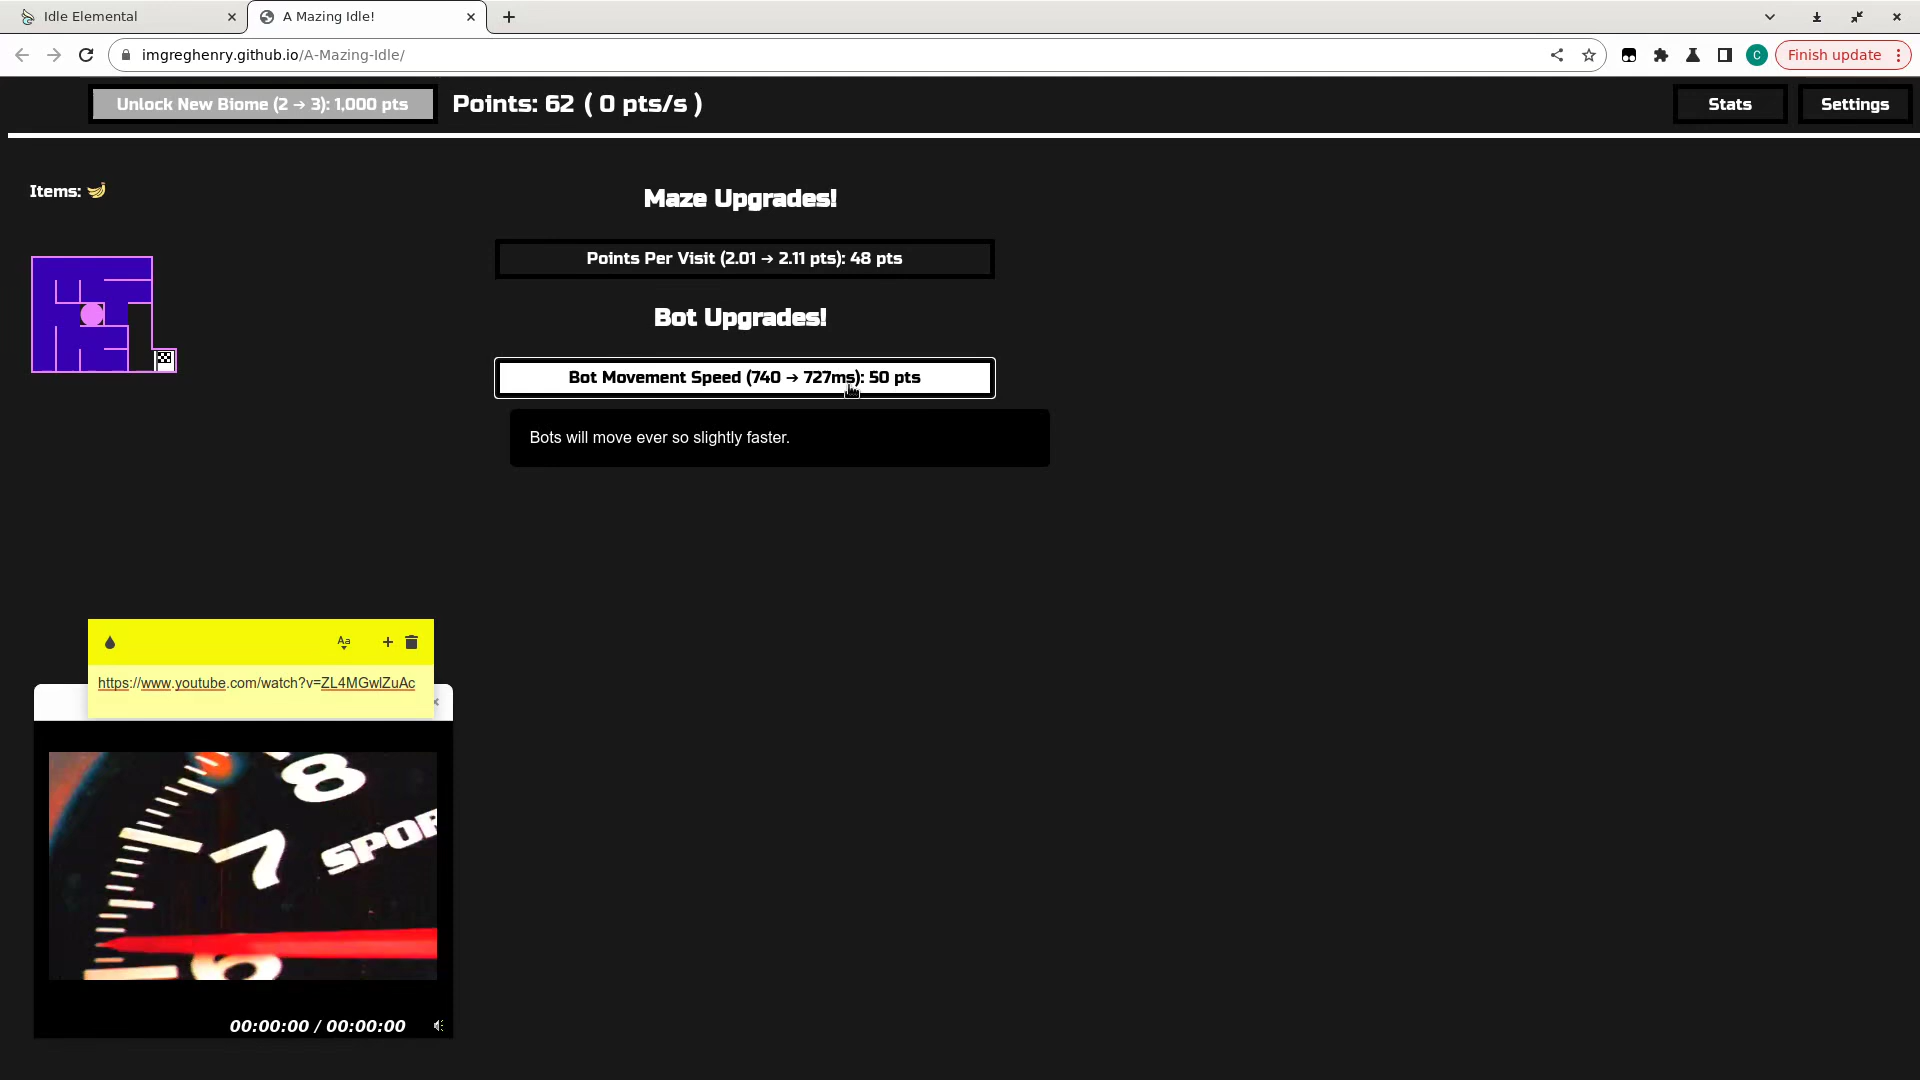 Idle Elemental
A Mazing Idle!
imgreghenry.github.io/A-Mazing-Idle/
C
Finish update
Unlock New Biome (2 → 3): 1,000 pts
Points: 62 ( 0 pts/s )
Stats
Settings
Items:
Maze Upgrades!
Points Per Visit (2.01 → 2.11 pts): 48 pts
Bot Upgrades!
Bot Movement Speed (740 → 727ms): 50 pts
Bots will move ever so slightly faster.
Aa
https://www.youtube.com/watch?v=ZL4MGwlZuAc
8
7
SPOR
6
00:00:00 / 00:00:00